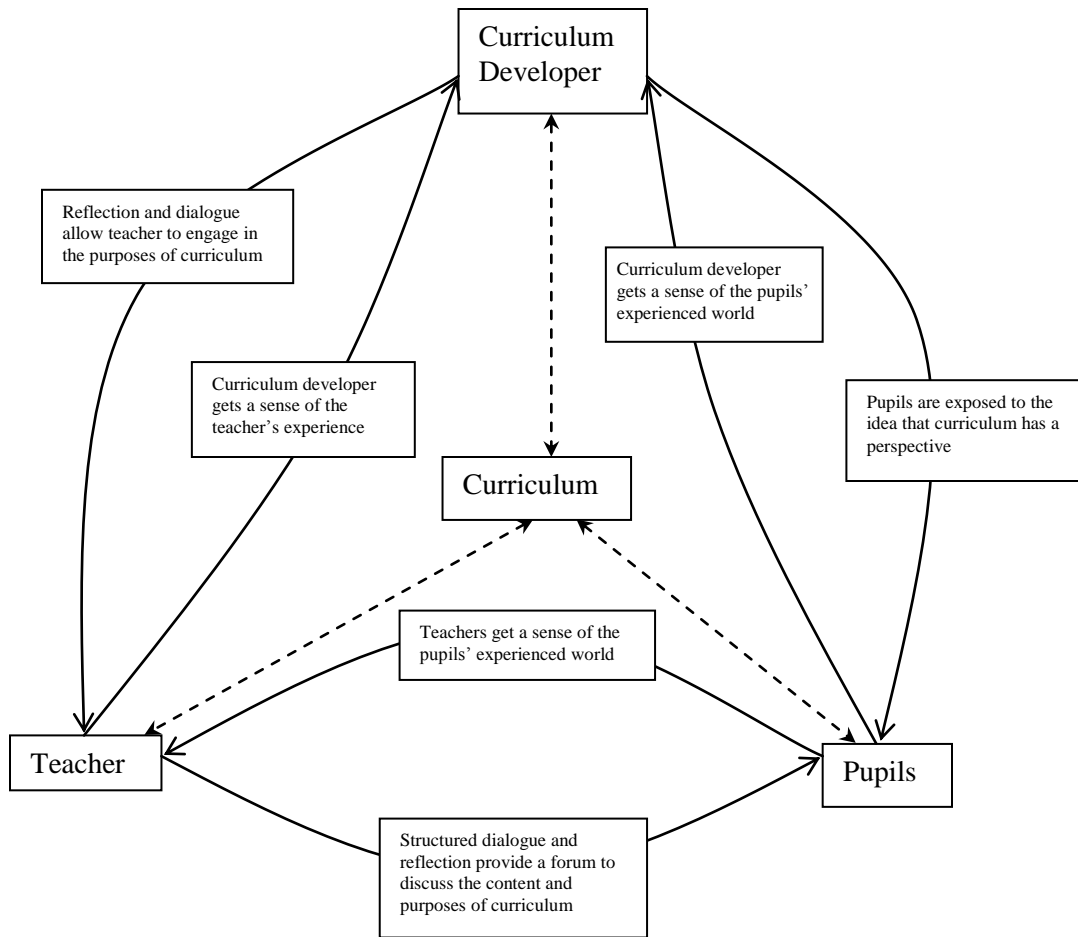 Curriculum
Developer
Reflection and dialogue
allow teacher to engage in
the purposes of curriculum
Curriculum developer
gets a sense of the pupils’
experienced world
Curriculum developer
gets a sense of the
teacher’s experience
Pupils are exposed to the
idea that curriculum has a
perspective
Curriculum
Teachers get a sense of the
pupils’ experienced world
Teacher
Pupils
Structured dialogue and
reflection provide a forum to
discuss the content and
purposes of curriculum